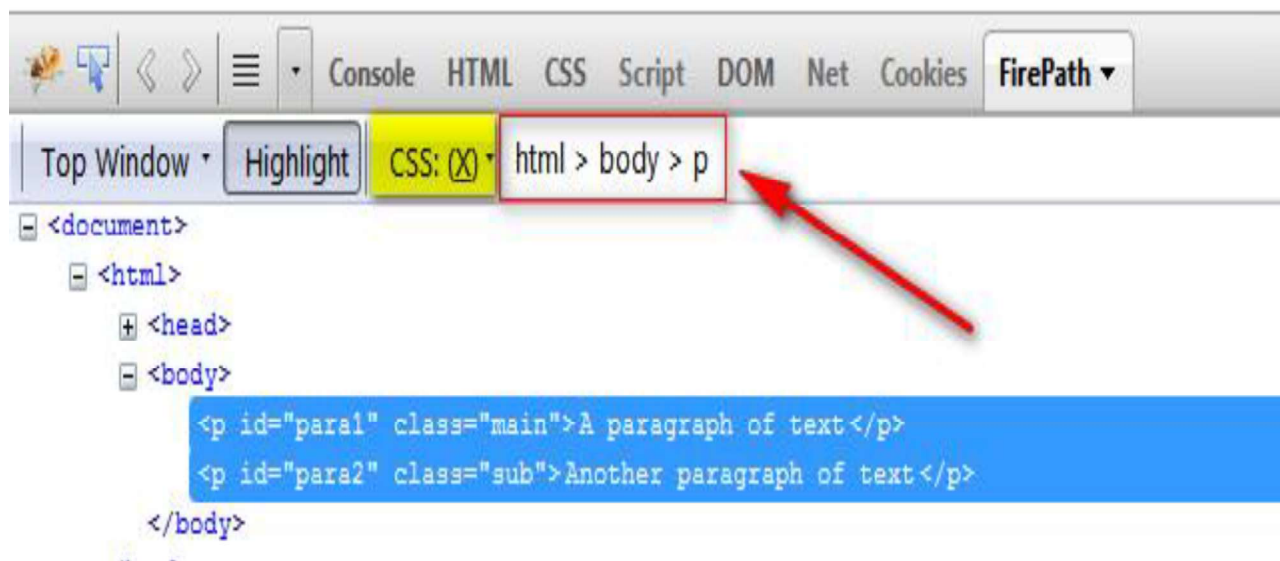 Console HTML CSS Script DOM Net Cookies FirePath
Top Window Highlight CSS: (X) html > body > p
<document>
<html>
<head>
<body>
<p id="para1" class="main">A paragraph of text</p>
<p id="para2" class="sub">Another paragraph of text</p>
</body>